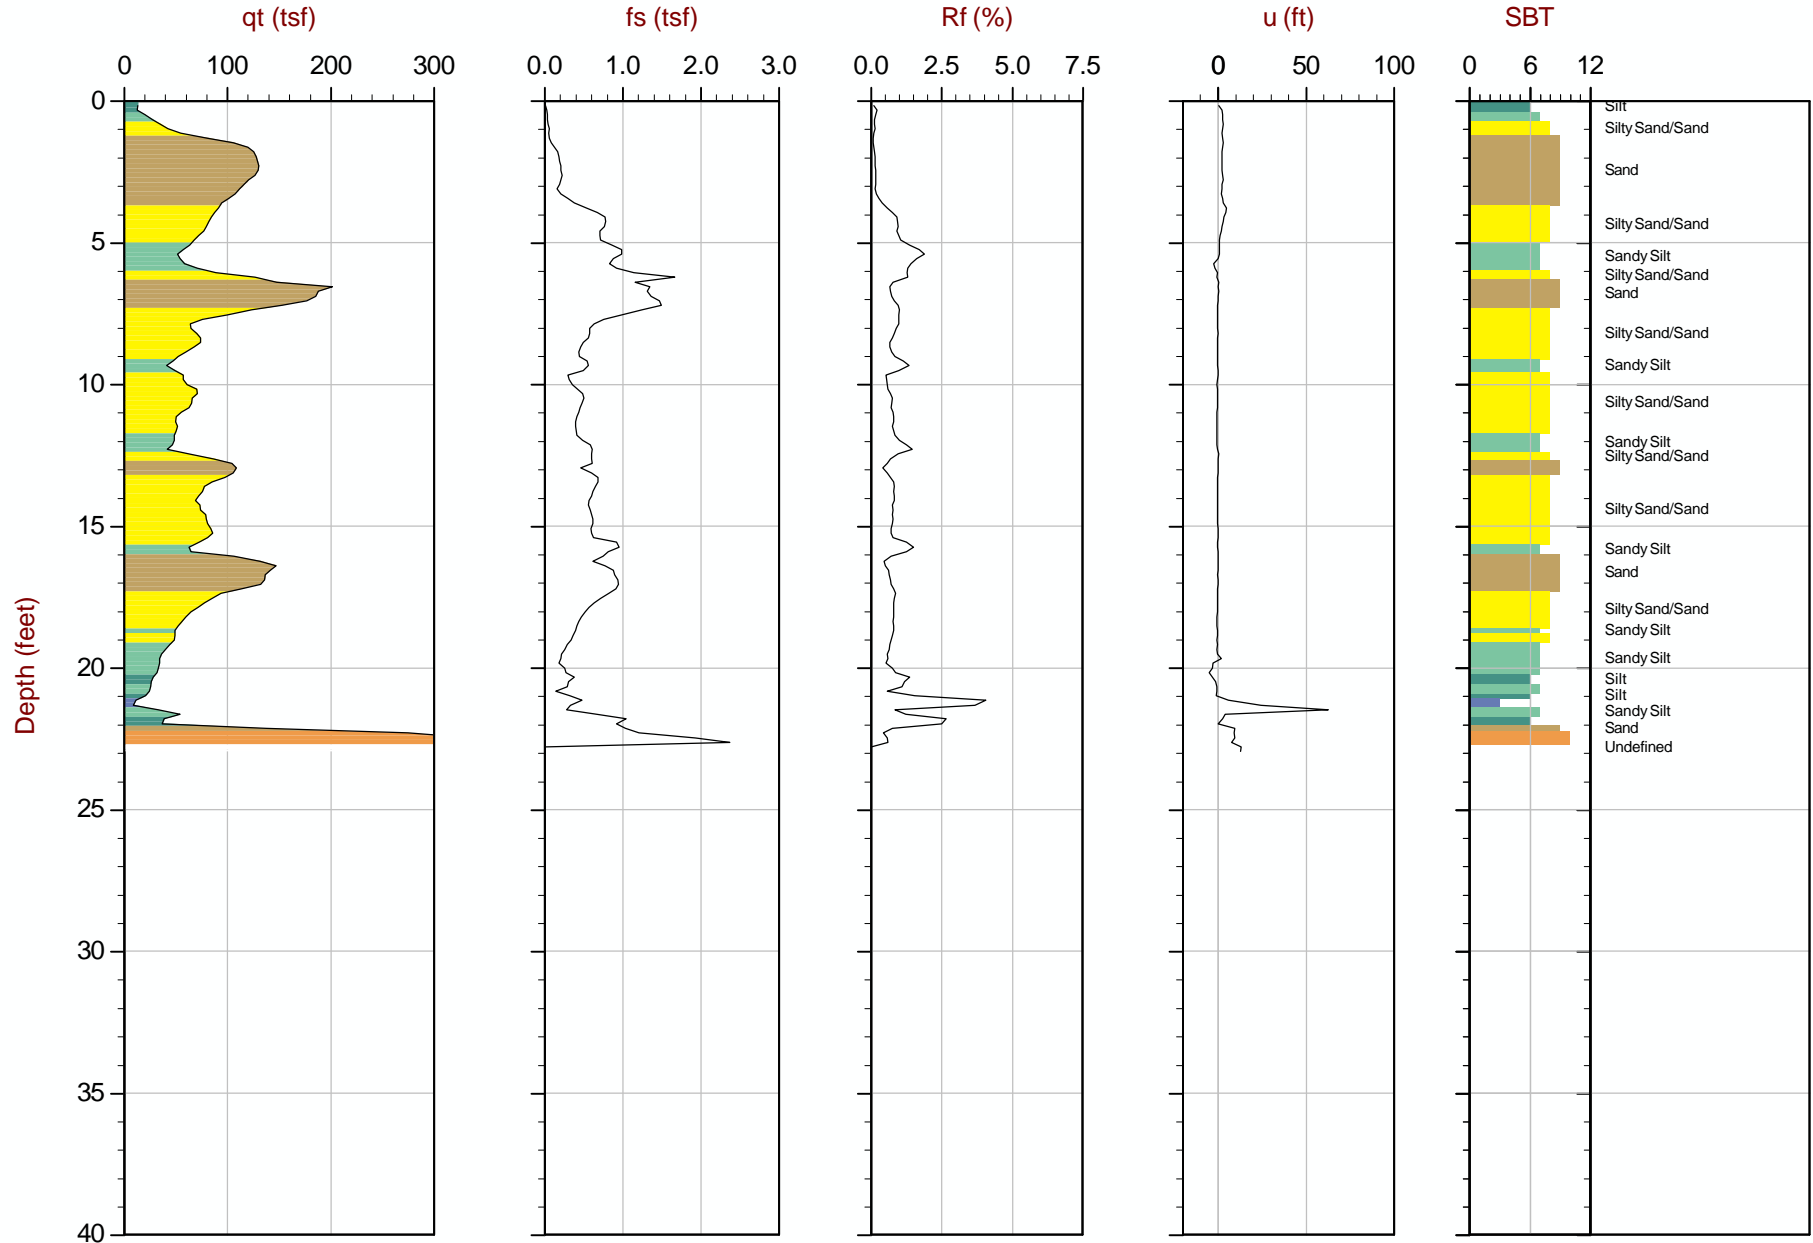 qt (tsf) fs (tsf) Rf (%) u (ft) SBT
0 100 200 300 0.0 1.0 2.0 3.0 0.0 2.5 5.0 7.5 0 50 100 0 6 12
0
Silt
Silty Sand/Sand
Sand
Silty Sand/Sand
5
Sandy Silt
Silty Sand/Sand
Sand
Silty Sand/Sand
Sandy Silt
10
Silty Sand/Sand
Sandy Silt
Silty Sand/Sand
Silty Sand/Sand
15
Sandy Silt
Sand
Silty Sand/Sand
Sandy Silt
Sandy Silt
20
Silt
Silt
Sandy Silt
Sand
Undefined
25
30
35
40
Depth (feet)